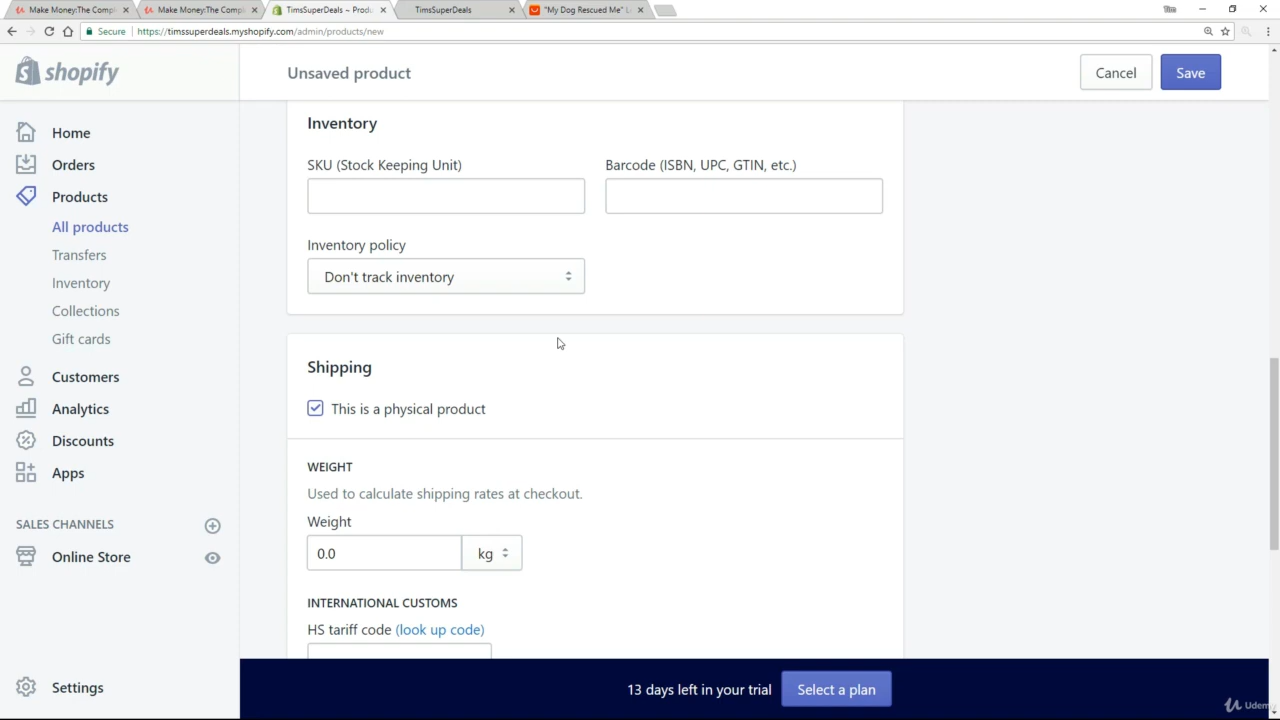 Make Money:The Compl
Make Money:The Compl
TimsSuperDeals ~ Produ
TimsSuperDeals
"My Dog Rescued Me" L
Tim
Secure
https://timssuperdeals.myshopify.com/admin/products/new
shopify
Unsaved product
Cancel
Save
Home
Orders
Products
All products
Transfers
Inventory
Collections
Gift cards
Customers
Analytics
Discounts
Apps
SALES CHANNELS
Online Store
Settings
Inventory
SKU (Stock Keeping Unit)
Barcode (ISBN, UPC, GTIN, etc.)
Inventory policy
Don't track inventory
Shipping
This is a physical product
WEIGHT
Used to calculate shipping rates at checkout.
Weight
0.0
kg
INTERNATIONAL CUSTOMS
HS tariff code (look up code)
13 days left in your trial
Select a plan
Udemy